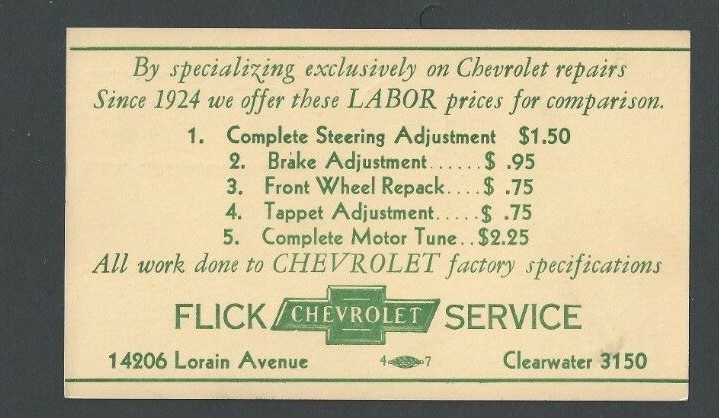 By specializing exclusively on Chevrolet repairs
Since 1924 we offer these LABOR prices for comparison.
1. Complete Steering Adjustment $1.50
2. Brake Adjustment......$ .95
3. Front Wheel Repack....$ .75
4. Tappet Adjustment.....$ .75
5. Complete Motor Tune..$2.25
All work done to CHEVROLET factory specifications
FLICK CHEVROLET SERVICE
14206 Lorain Avenue 4 7 Clearwater 3150